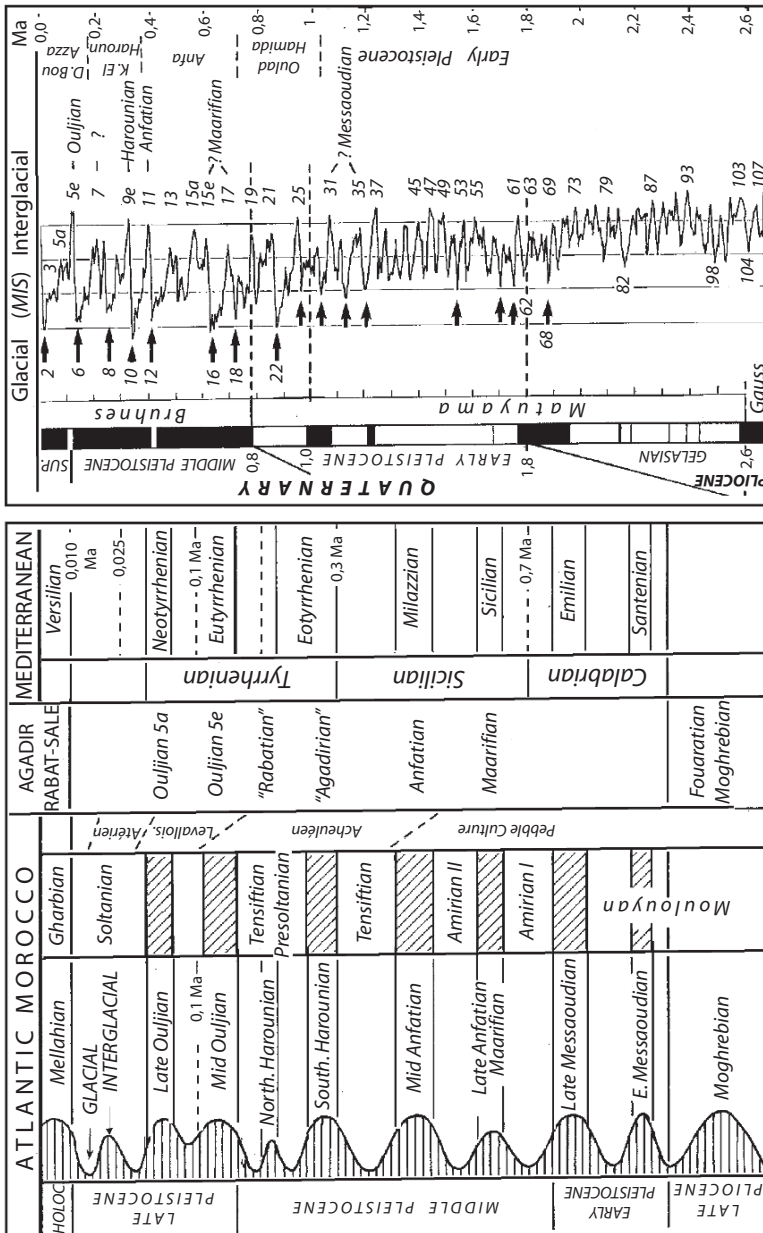 ATLANTIC MOROCCO
AGADIR
RABAT-SALE
MEDITERRANEAN
HOLOC
LATE
PLEISTOCENE
MIDDLE PLEISTOCENE
EARLY
PLEISTOCENE
LATE
PLIOCENE
GLACIAL
INTERGLACIAL
Mellahian
Late Ouljian
0,1 Ma
Mid Ouljian
North. Harounian
South. Harounian
Mid Anfatian
Late Anfatian
Maarifian
Late Messaoudian
E. Messaoudian
Moghrebian
Gharbian
Soltanian
Tensiftian
Presoltanian
Tensiftian
Amirian II
Amirian I
Moulouyan
Levallois. Atérien
Acheuléen
Pebble Culture
Ouljian 5a
Ouljian 5e
"Rabatian"
"Agadirian"
Anfatian
Maarifian
Fouaratian
Moghrebian
Tyrrhenian
Sicilian
Calabrian
Versilian
0,010
Ma
0,025
Neotyrrhenian
0,1 Ma
Eutyrrhenian
Eotyrrhenian
0,3 Ma
Milazzian
Sicilian
0,7 Ma
Emilian
Santenian
QUATERNARY
PLIOCENE
SUP.
MIDDLE PLEISTOCENE
EARLY PLEISTOCENE
GELASIAN
0,8
1,0
1,8
2,6
Bruhnes
Matuyama
Gauss
Glacial (MIS) Interglacial
2
6
8
10
12
16
18
22
62
68
82
98
104
3
5a
5e
7
9e
11
13
15a
15e
17
19
21
25
31
35
37
45
47
49
53
55
61
63
69
73
79
87
93
103
107
Ouljian
?
Harounian
Anfatian
? Maarifian
? Messaoudian
D.Bou
Azza
K.El
Haroun
Anfa
Oulad
Hamida
Early Pleistocene
Ma
0,0
0,2
0,4
0,6
0,8
1
1,2
1,4
1,6
1,8
2,0
2,2
2,4
2,6